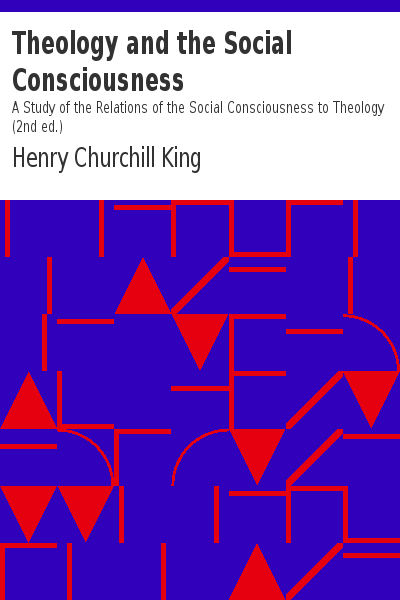 Theology and the Social
Consciousness
A Study of the Relations of the Social Consciousness to Theology
(2nd ed.)
Henry Churchill King